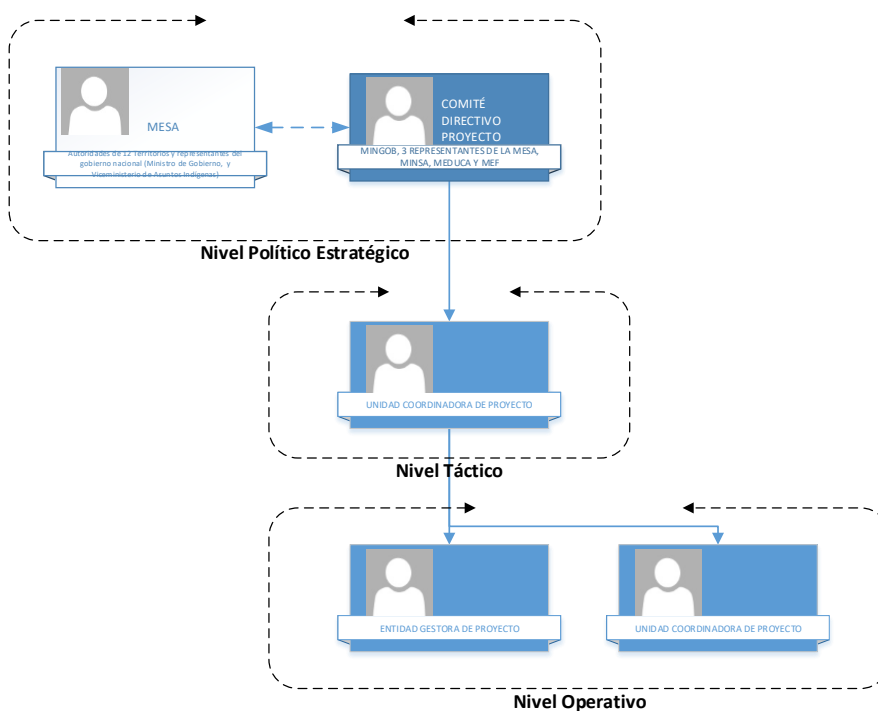 MESA
Autoridades de 12 Territorios y representantes del
gobierno nacional (Ministro de Gobierno, y
Viceministerio de Asuntos Indígenas)
COMITÉ
DIRECTIVO
PROYECTO
MINGOB, 3 REPRESENTANTES DE LA MESA,
MINSA, MEDUCA Y MEF
Nivel Político Estratégico
UNIDAD COORDINADORA DE PROYECTO
Nivel Táctico
ENTIDAD GESTORA DE PROYECTO
UNIDAD COORDINADORA DE PROYECTO
Nivel Operativo